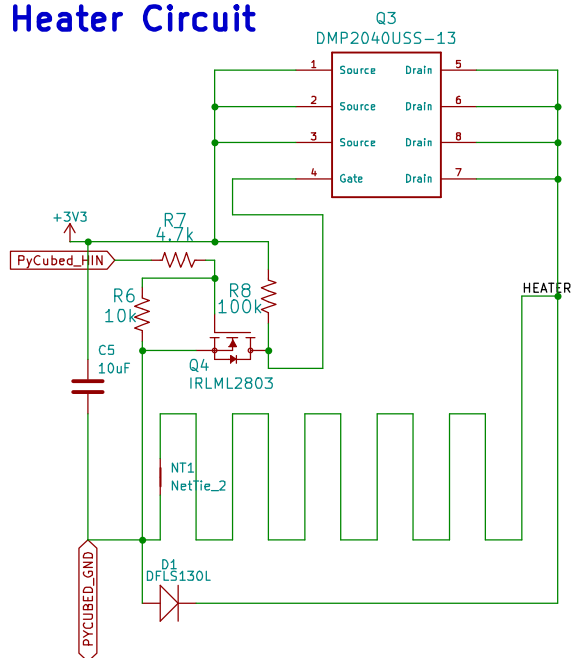 Heater Circuit
Q3
DMP2040USS-13
1 Source Drain 5
2 Source Drain 6
3 Source Drain 8
4 Gate Drain 7
+3V3
R7
4.7k
PyCubed_HIN
R6
10k
R8
100k
HEATER
C5
10uF
Q4
IRLML2803
NT1
NetTie_2
D1
DFLS130L
PYCUBED_GND